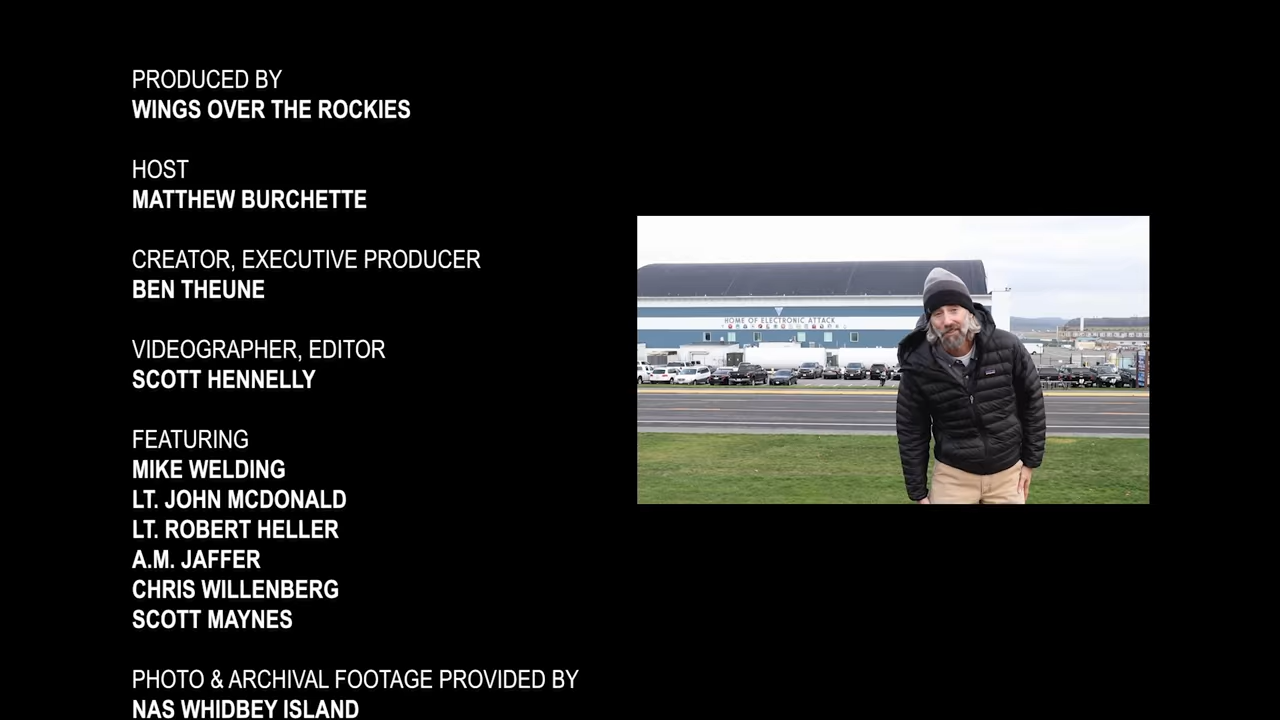 PRODUCED BY
WINGS OVER THE ROCKIES
HOST
MATTHEW BURCHETTE
CREATOR, EXECUTIVE PRODUCER
BEN THEUNE
VIDEOGRAPHER, EDITOR
SCOTT HENNELLY
FEATURING
MIKE WELDING
LT. JOHN MCDONALD
LT. ROBERT HELLER
A.M. JAFFER
CHRIS WILLENBERG
SCOTT MAYNES
PHOTO & ARCHIVAL FOOTAGE PROVIDED BY
NAS WHIDBEY ISLAND
HOME OF ELECTRONIC ATTACK